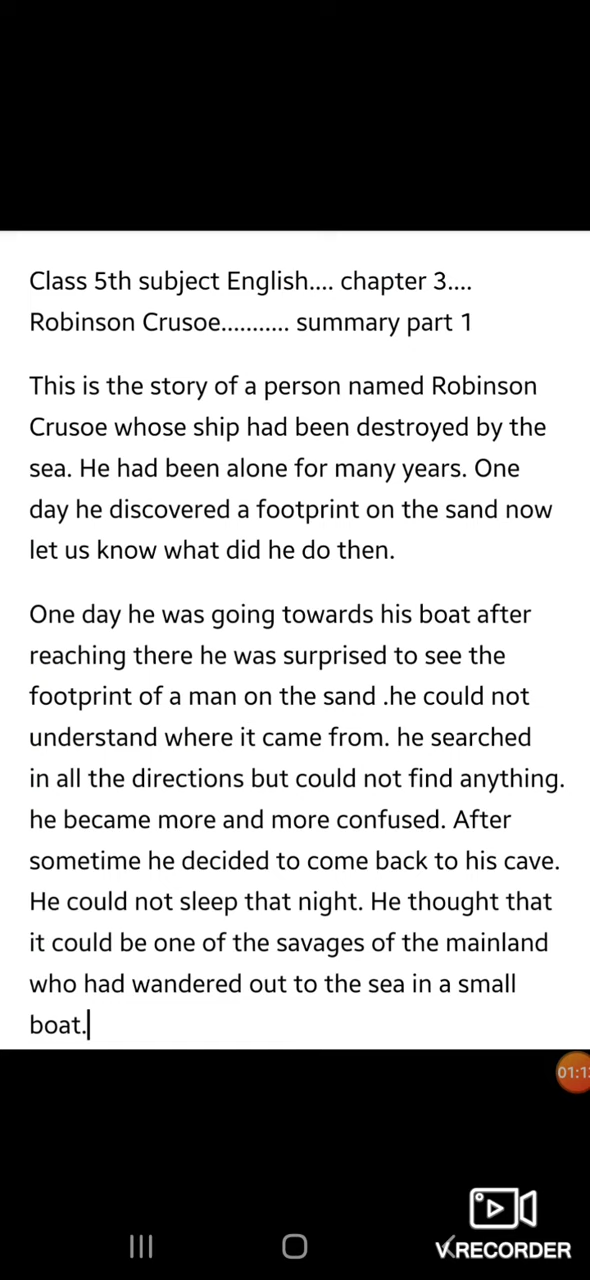 Class 5th subject English.... chapter 3....
Robinson Crusoe........... summary part 1
This is the story of a person named Robinson
Crusoe whose ship had been destroyed by the
sea. He had been alone for many years. One
day he discovered a footprint on the sand now
let us know what did he do then.
One day he was going towards his boat after
reaching there he was surprised to see the
footprint of a man on the sand .he could not
understand where it came from. he searched
in all the directions but could not find anything.
he became more and more confused. After
sometime he decided to come back to his cave.
He could not sleep that night. He thought that
it could be one of the savages of the mainland
who had wandered out to the sea in a small
boat.
VRECORDER